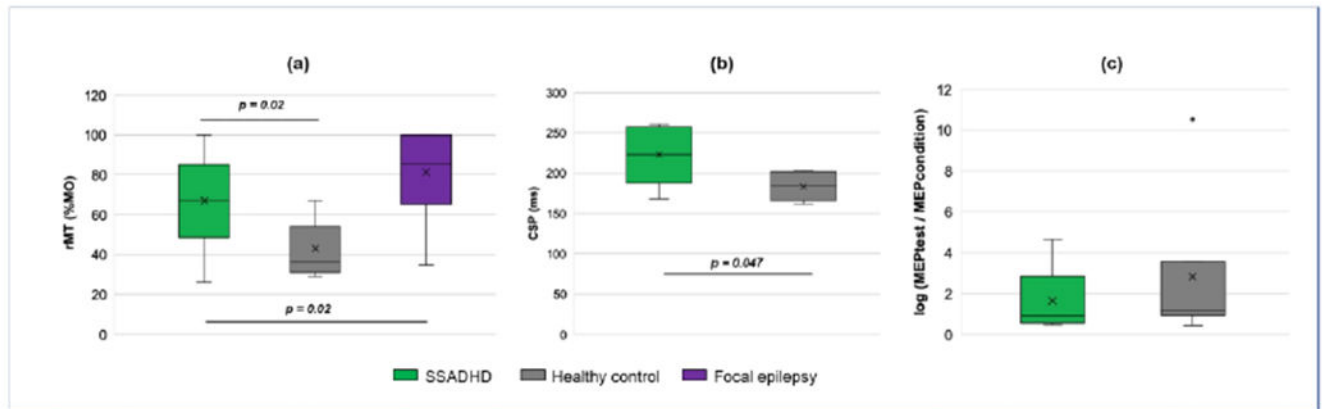 (a)
(b)
(c)
rMT (%MO)
120
100
80
60
40
20
0
p = 0.02
p = 0.02
CSP (ms)
300
250
200
150
100
50
0
p = 0.047
log (MEPtest / MEPcondition)
12
10
8
6
4
2
0
SSADHD Healthy control Focal epilepsy